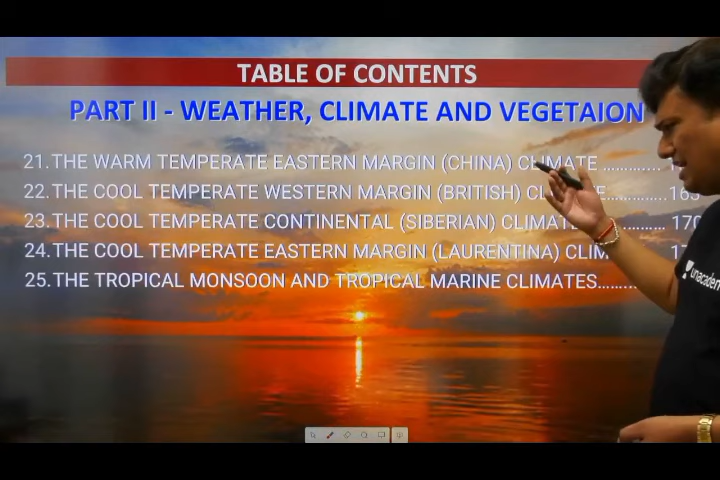 TABLE OF CONTENTS
PART II - WEATHER, CLIMATE AND VEGETAION
21.THE WARM TEMPERATE EASTERN MARGIN (CHINA) CLIMATE ...........
22.THE COOL TEMPERATE WESTERN MARGIN (BRITISH)
23.THE COOL TEMPERATE CONTINENTAL (SIBERIAN) ............ 170
24.THE COOL TEMPERATE EASTERN MARGIN (LAURENTINA)
25.THE TROPICAL MONSOON AND TROPICAL MARINE CLIMATES.......